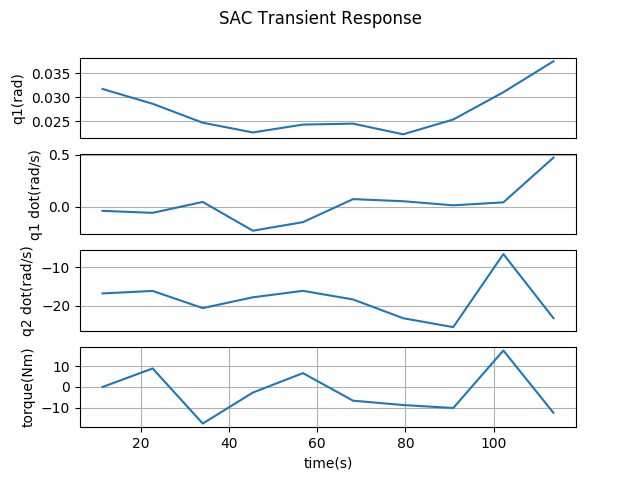 SAC Transient Response
0.035
0.030
0.025
q1(rad)
0.5
0.0
q1 dot(rad/s)
−10
−20
q2 dot(rad/s)
10
0
−10
torque(Nm)
20 40 60 80 100
time(s)